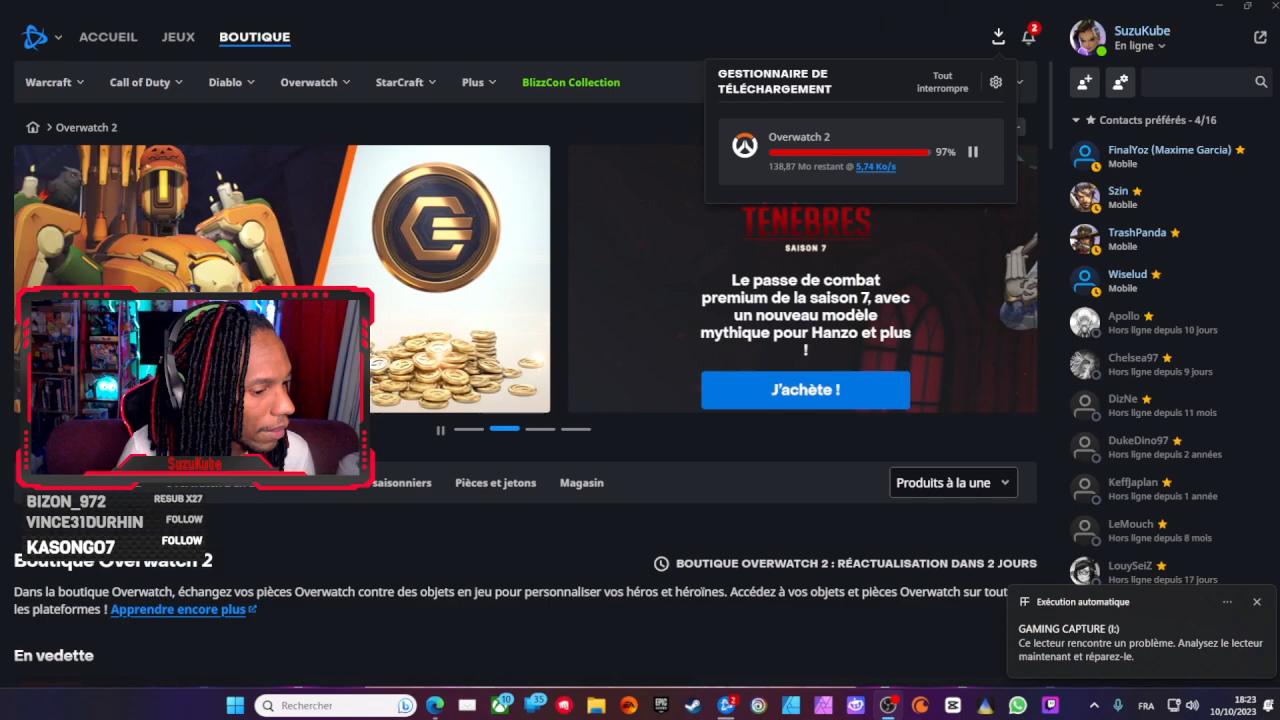 ACCUEIL JEUX BOUTIQUE
2
SuzuKube
En ligne
Warcraft Call of Duty Diablo Overwatch StarCraft Plus BlizzCon Collection
GESTIONNAIRE DE
TÉLÉCHARGEMENT
Tout
interrompre
Overwatch 2
97%
138,87 Mo restant @ 5,74 Ko/s
Overwatch 2
TÉNÈBRES
SAISON 7
Le passe de combat
premium de la saison 7, avec
un nouveau modèle
mythique pour Hanzo et plus
!
J'achète !
Contacts préférés - 4/16
FinalYoz (Maxime Garcia)
Mobile
Szin
Mobile
TrashPanda
Mobile
Wiselud
Mobile
Apollo
Hors ligne depuis 10 jours
Chelsea97
Hors ligne depuis 9 jours
DizNe
Hors ligne depuis 11 mois
DukeDino97
Hors ligne depuis 2 années
KeffJaplan
Hors ligne depuis 1 année
LeMouch
Hors ligne depuis 8 mois
LouySeiZ
Hors ligne depuis 17 jours
SuzuKube
BIZON_972 RESUB X27
VINCE31DURHIN FOLLOW
KASONGO7 FOLLOW
saisonniers Pièces et jetons Magasin
Produits à la une
Boutique Overwatch 2
BOUTIQUE OVERWATCH 2 : RÉACTUALISATION DANS 2 JOURS
Dans la boutique Overwatch, échangez vos pièces Overwatch contre des objets en jeu pour personnaliser vos héros et héroïnes. Accédez à vos objets et pièces Overwatch sur tout
les plateformes ! Apprendre encore plus
En vedette
Exécution automatique
GAMING CAPTURE (I:)
Ce lecteur rencontre un problème. Analysez le lecteur
maintenant et réparez-le.
Rechercher
10
35
EPIC
GAMES
2
FRA
18:23
10/10/2023